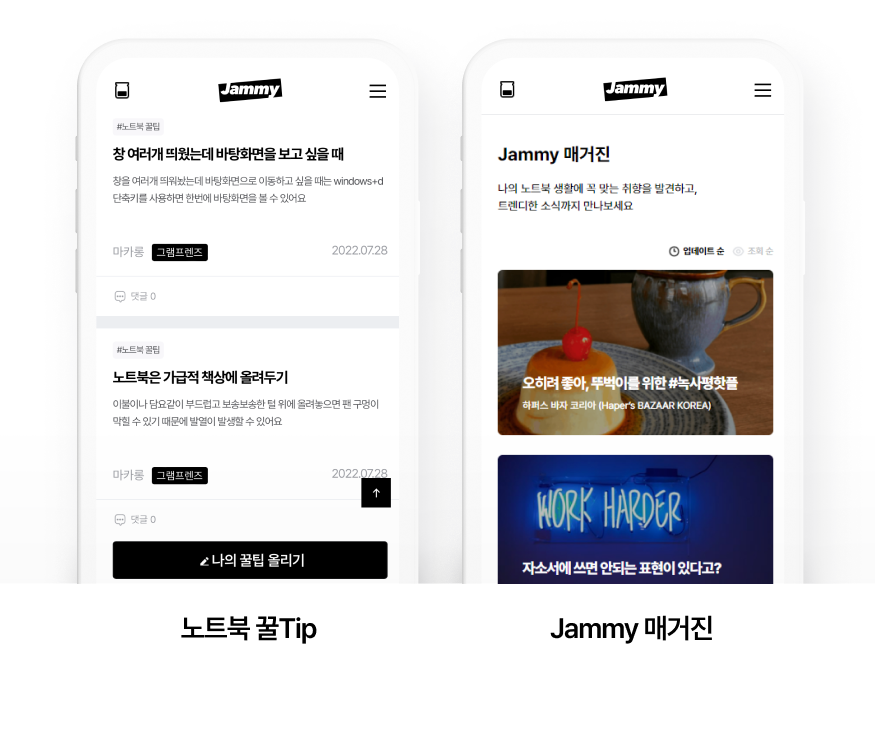 Jammy
#노트북 꿀팁
창 여러개 띄웠는데 바탕화면을 보고 싶을 때
창을 여러개 띄워놨는데 바탕화면으로 이동하고 싶을 때는 windows+d
단축키를 사용하면 한번에 바탕화면을 볼 수 있어요
마카롱 그램프렌즈 2022.07.28
댓글 0
#노트북 꿀팁
노트북은 가급적 책상에 올려두기
이불이나 담요같이 부드럽고 보송보송한 털 위에 올려놓으면 팬 구멍이
막힐 수 있기 때문에 발열이 발생할 수 있어요
마카롱 그램프렌즈 2022.07.28
댓글 0
나의 꿀팁 올리기
노트북 꿀Tip
Jammy
Jammy 매거진
나의 노트북 생활에 꼭 맞는 취향을 발견하고,
트렌디한 소식까지 만나보세요
업데이트 순 조회 순
오히려 좋아, 뚜벅이를 위한 #녹사평핫플
하퍼스 바자 코리아 (Haper's BAZAAR KOREA)
WORK HARDER
자소서에 쓰면 안되는 표현이 있다고?
Jammy 매거진